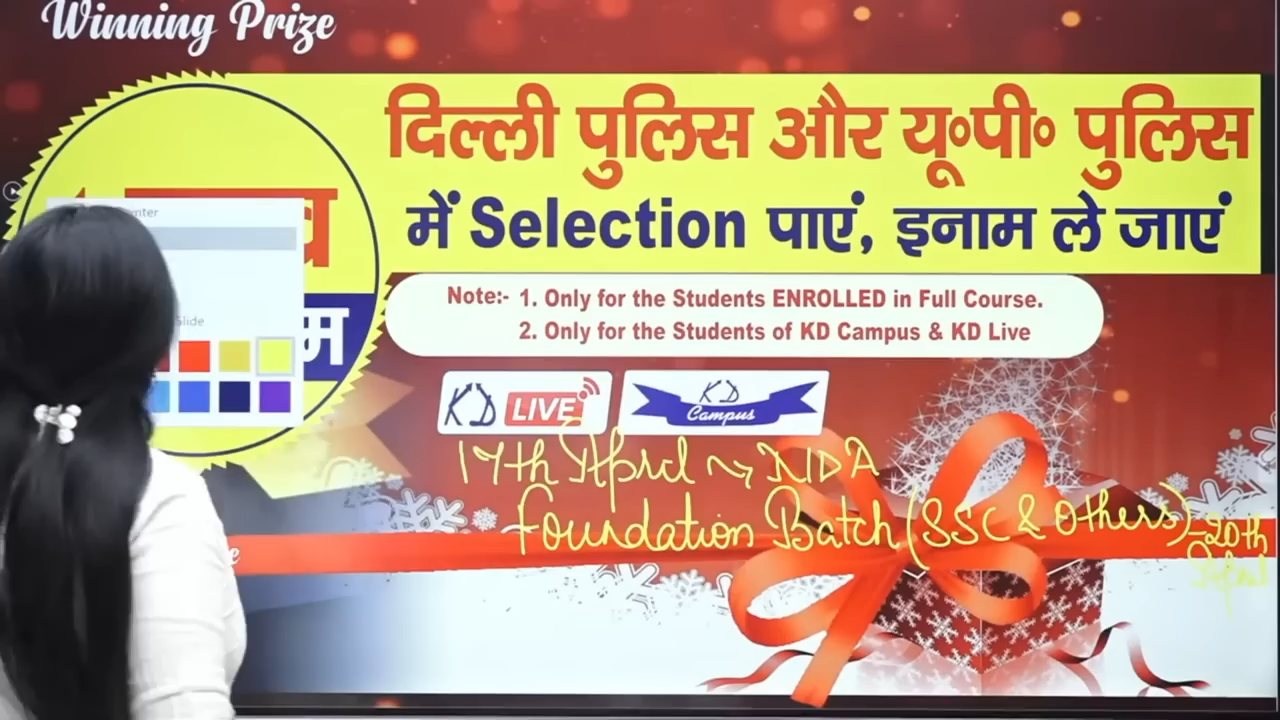 Winning Prize
दिल्ली पुलिस और यू॰पी॰ पुलिस
में Selection पाएं, इनाम ले जाएं
Note:- 1. Only for the Students ENROLLED in Full Course.
2. Only for the Students of KD Campus & KD Live
KD LIVE
KD Campus
17th April → NDA
Foundation Batch (SSC & Others) - 20th
April